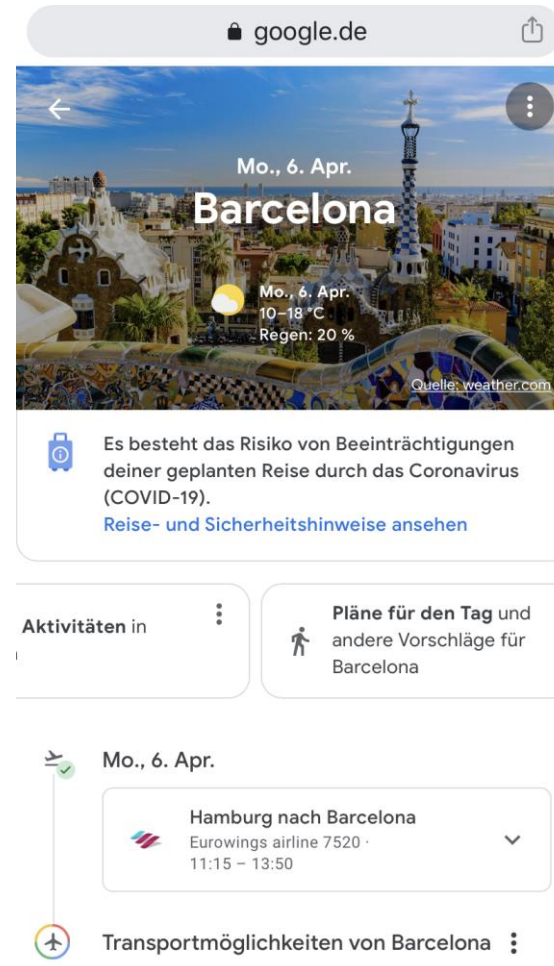 google.de
Mo., 6. Apr.
Barcelona
Mo., 6. Apr.
10–18 °C
Regen: 20 %
Quelle: weather.com
Es besteht das Risiko von Beeinträchtigungen
deiner geplanten Reise durch das Coronavirus
(COVID-19).
Reise- und Sicherheitshinweise ansehen
Aktivitäten in
Pläne für den Tag und
andere Vorschläge für
Barcelona
Mo., 6. Apr.
Hamburg nach Barcelona
Eurowings airline 7520 ·
11:15 – 13:50
Transportmöglichkeiten von Barcelona